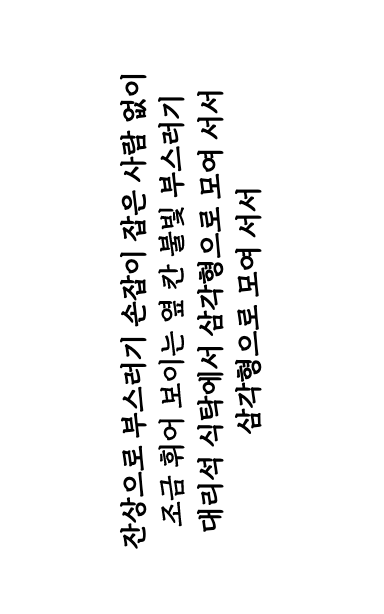 잔상으로 부스러기 손잡이 잡은 사람 없이
조금 휘어 보이는 옆 칸 불빛 부스러기
대리석 식탁에서 삼각형으로 모여 서서
삼각형으로 모여 서서